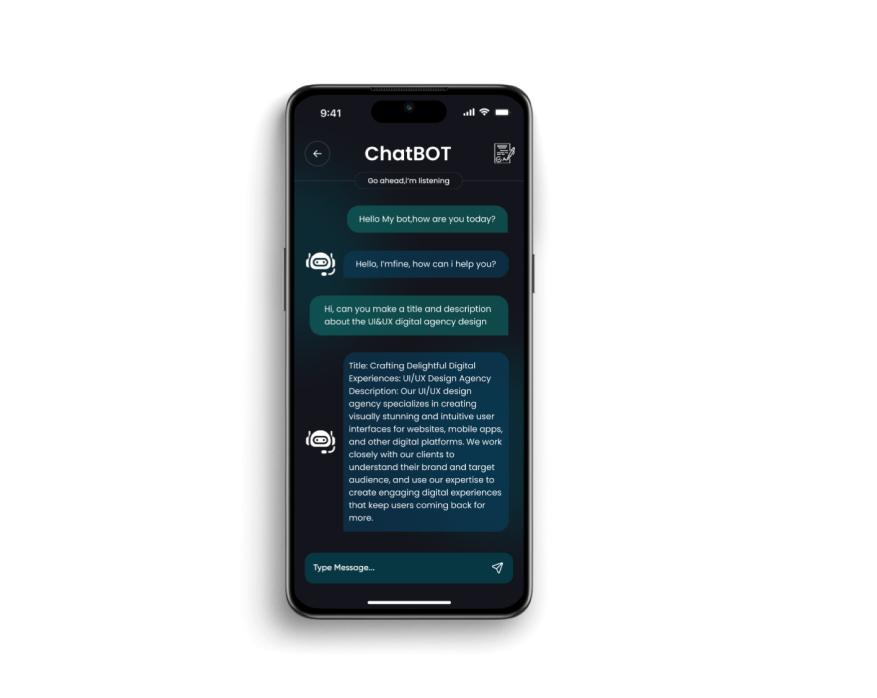 9:41
ChatBOT
Go ahead,i'm listening
Hello My bot,how are you today?
Hello, I'mfine, how can i help you?
Hi, can you make a title and description
about the UI&UX digital agency design
Title: Crafting Delightful Digital
Experiences: UI/UX Design Agency
Description: Our UI/UX design
agency specializes in creating
visually stunning and intuitive user
interfaces for websites, mobile apps,
and other digital platforms. We work
closely with our clients to
understand their brand and target
audience, and use our expertise to
create engaging digital experiences
that keep users coming back for
more.
Type Message...